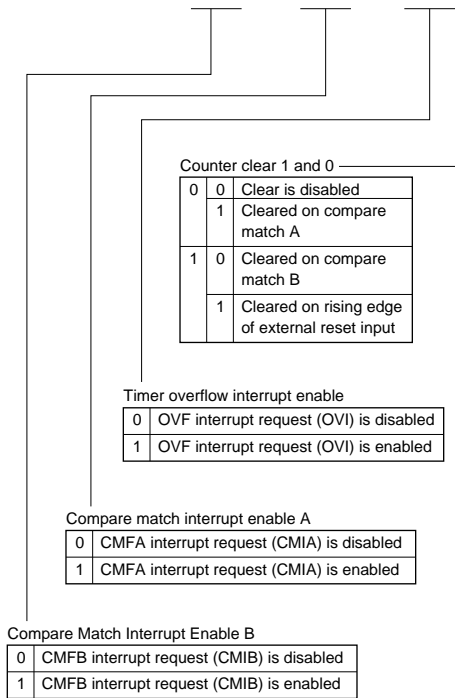 Counter clear 1 and 0
0 0 Clear is disabled
1 Cleared on compare
match A
1 0 Cleared on compare
match B
1 Cleared on rising edge
of external reset input
Timer overflow interrupt enable
0 OVF interrupt request (OVI) is disabled
1 OVF interrupt request (OVI) is enabled
Compare match interrupt enable A
0 CMFA interrupt request (CMIA) is disabled
1 CMFA interrupt request (CMIA) is enabled
Compare Match Interrupt Enable B
0 CMFB interrupt request (CMIB) is disabled
1 CMFB interrupt request (CMIB) is enabled